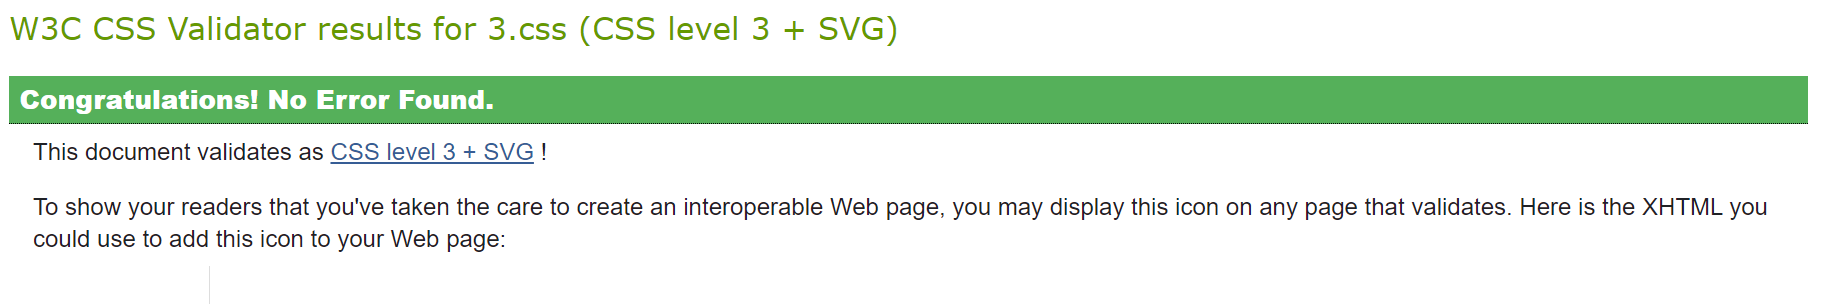 W3C CSS Validator results for 3.css (CSS level 3 + SVG)
Congratulations! No Error Found.
This document validates as CSS level 3 + SVG !
To show your readers that you've taken the care to create an interoperable Web page, you may display this icon on any page that validates. Here is the XHTML you
could use to add this icon to your Web page: